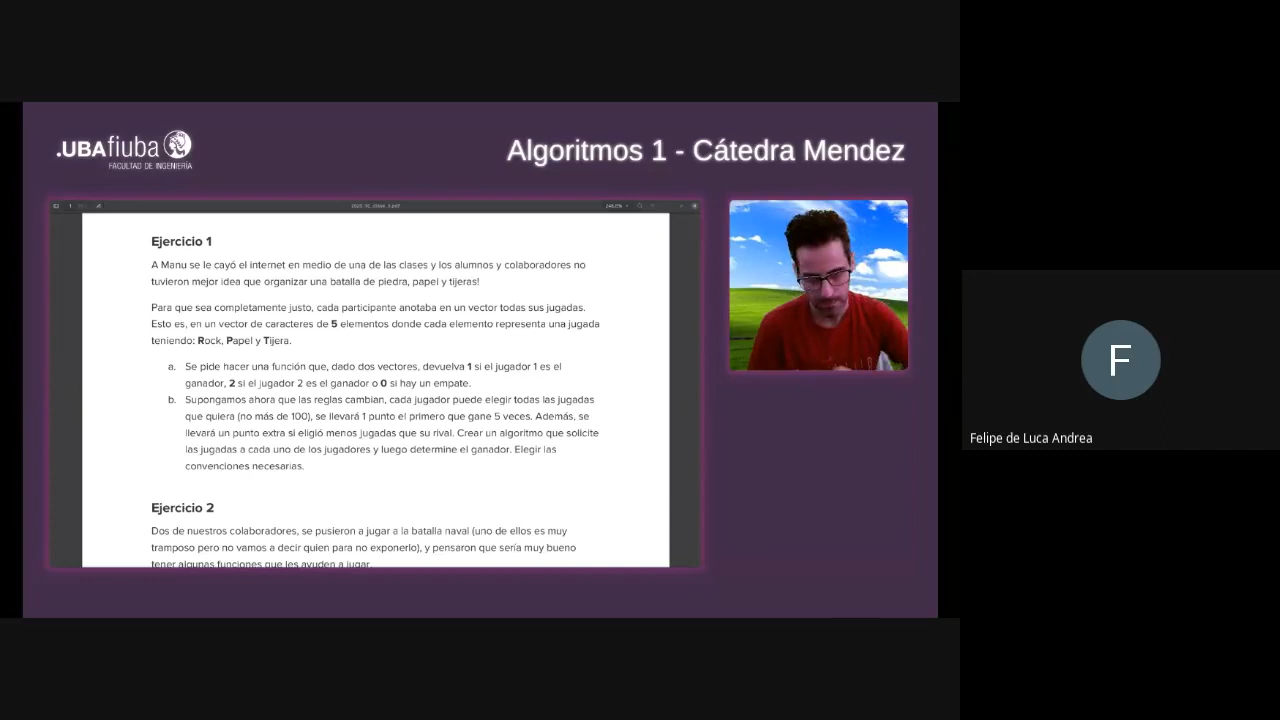 .UBAfiuba
FACULTAD DE INGENIERÍA
Algoritmos 1 - Cátedra Mendez
Ejercicio 1
A Manu se le cayó el internet en medio de una de las clases y los alumnos y colaboradores no
tuvieron mejor idea que organizar una batalla de piedra, papel y tijeras!
Para que sea completamente justo, cada participante anotaba en un vector todas sus jugadas.
Esto es, en un vector de caracteres de 5 elementos donde cada elemento representa una jugada
teniendo: Rock, Papel y Tijera.
a. Se pide hacer una función que, dado dos vectores, devuelva 1 si el jugador 1 es el
ganador, 2 si el jugador 2 es el ganador o 0 si hay un empate.
b. Supongamos ahora que las reglas cambian, cada jugador puede elegir todas las jugadas
que quiera (no más de 100), se llevará 1 punto el primero que gane 5 veces. Además, se
llevará un punto extra si eligió menos jugadas que su rival. Crear un algoritmo que solicite
las jugadas a cada uno de los jugadores y luego determine el ganador. Elegir las
convenciones necesarias.
Ejercicio 2
Dos de nuestros colaboradores, se pusieron a jugar a la batalla naval (uno de ellos es muy
tramposo pero no vamos a decir quien para no exponerlo), y pensaron que sería muy bueno
tener algunas funciones que les ayuden a jugar.
F
Felipe de Luca Andrea